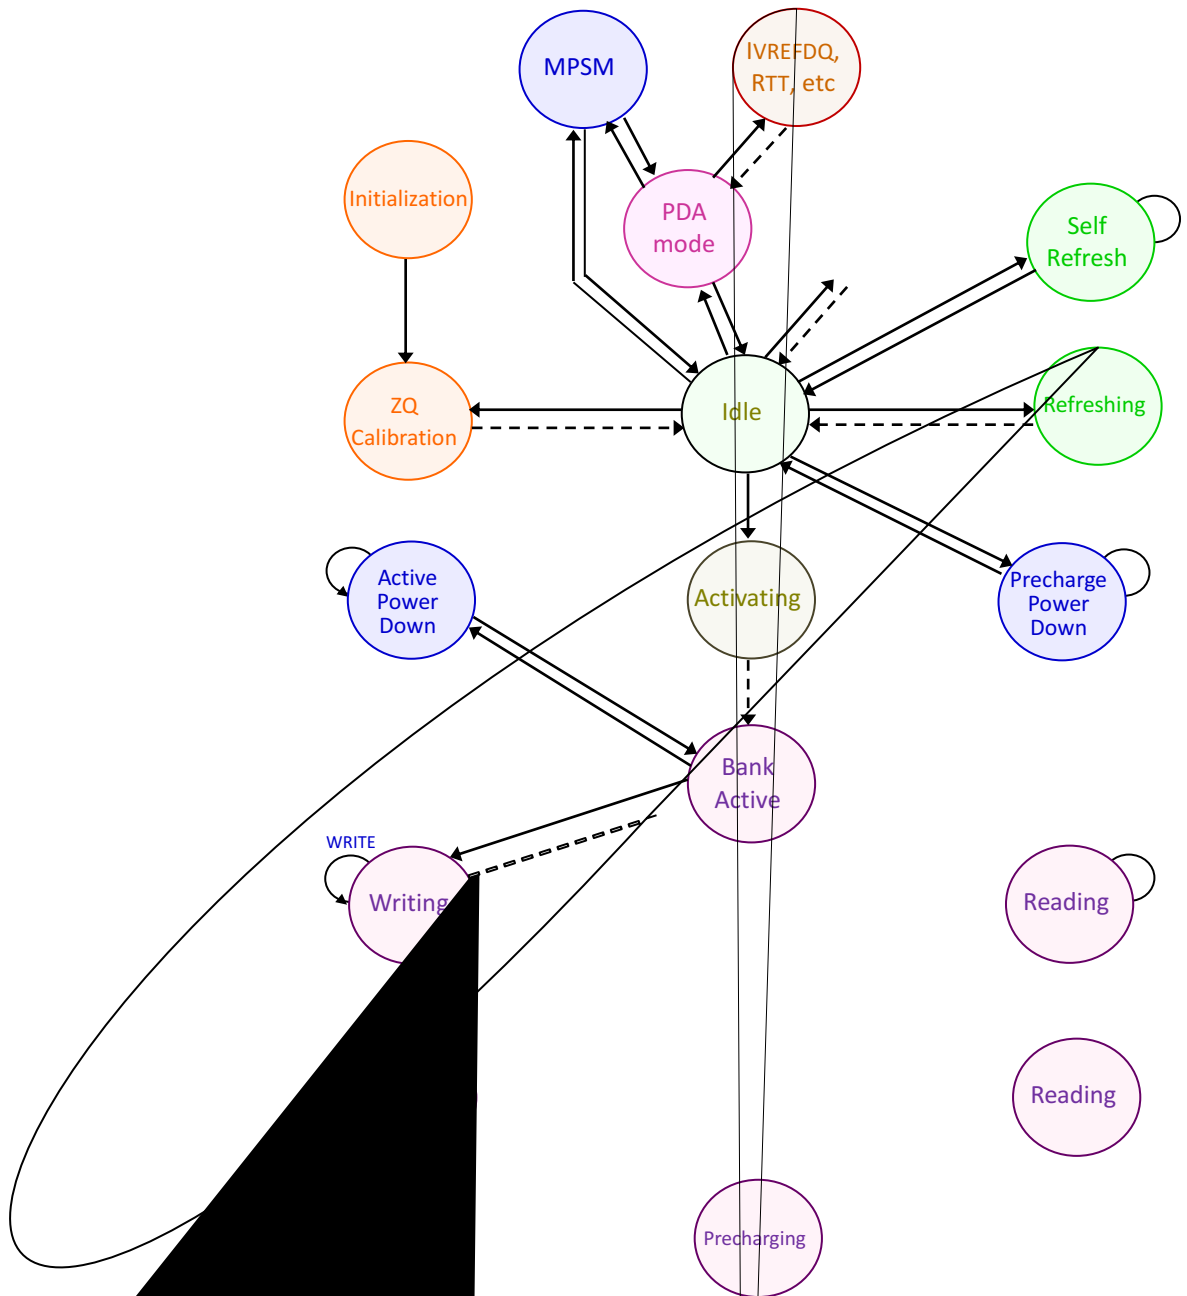 MPSM
IVREFDQ,
RTT, etc
Initialization
PDA
mode
Self
Refresh
ZQ
Calibration
Idle
Refreshing
Active
Power
Down
Activating
Precharge
Power
Down
Bank
Active
WRITE
Writing
Reading
Reading
Precharging